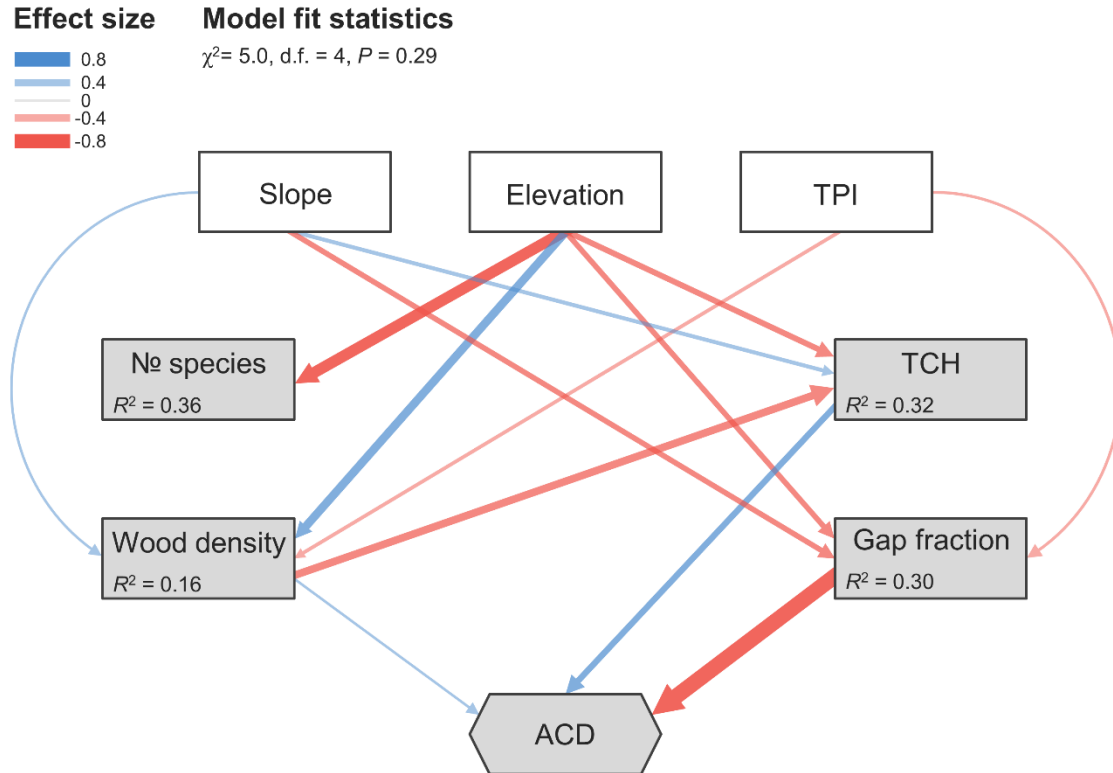 Effect size
Model fit statistics
0.8
0.4
0
-0.4
-0.8
χ²= 5.0, d.f. = 4, P = 0.29
Slope
Elevation
TPI
№ species
R² = 0.36
TCH
R² = 0.32
Wood density
R² = 0.16
Gap fraction
R² = 0.30
ACD